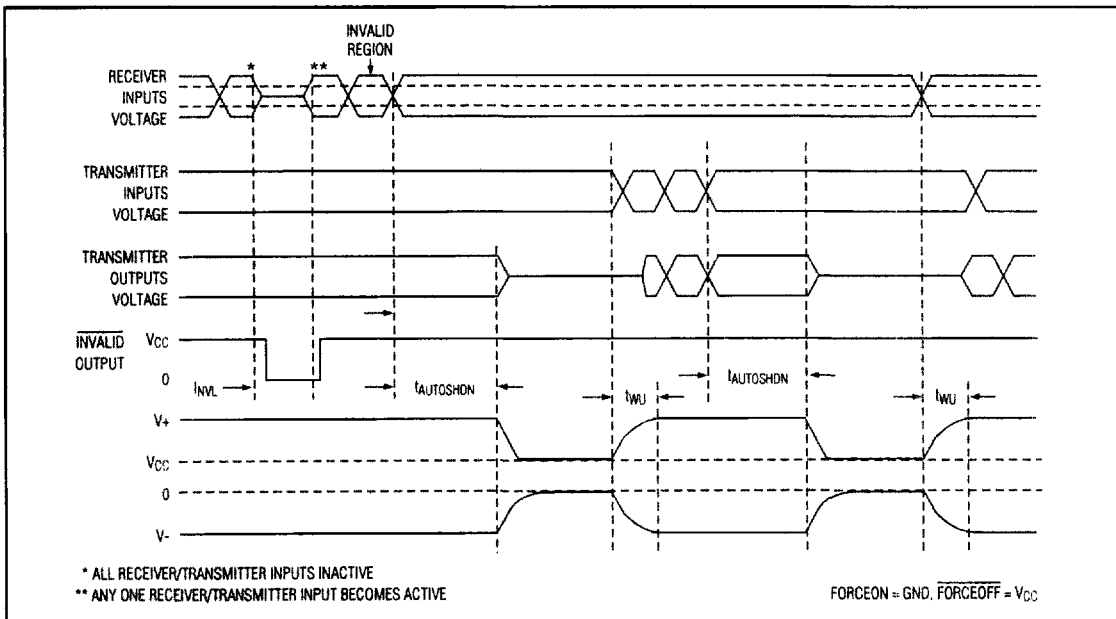 INVALID
REGION
* **
RECEIVER
INPUTS
VOLTAGE
TRANSMITTER
INPUTS
VOLTAGE
TRANSMITTER
OUTPUTS
VOLTAGE
INVALID
OUTPUT
VCC
0
tINVL
tAUTOSHDN
tWU
tAUTOSHDN
tWU
V+
VCC
0
V-
* ALL RECEIVER/TRANSMITTER INPUTS INACTIVE
** ANY ONE RECEIVER/TRANSMITTER INPUT BECOMES ACTIVE
FORCEON = GND, FORCEOFF = VCC